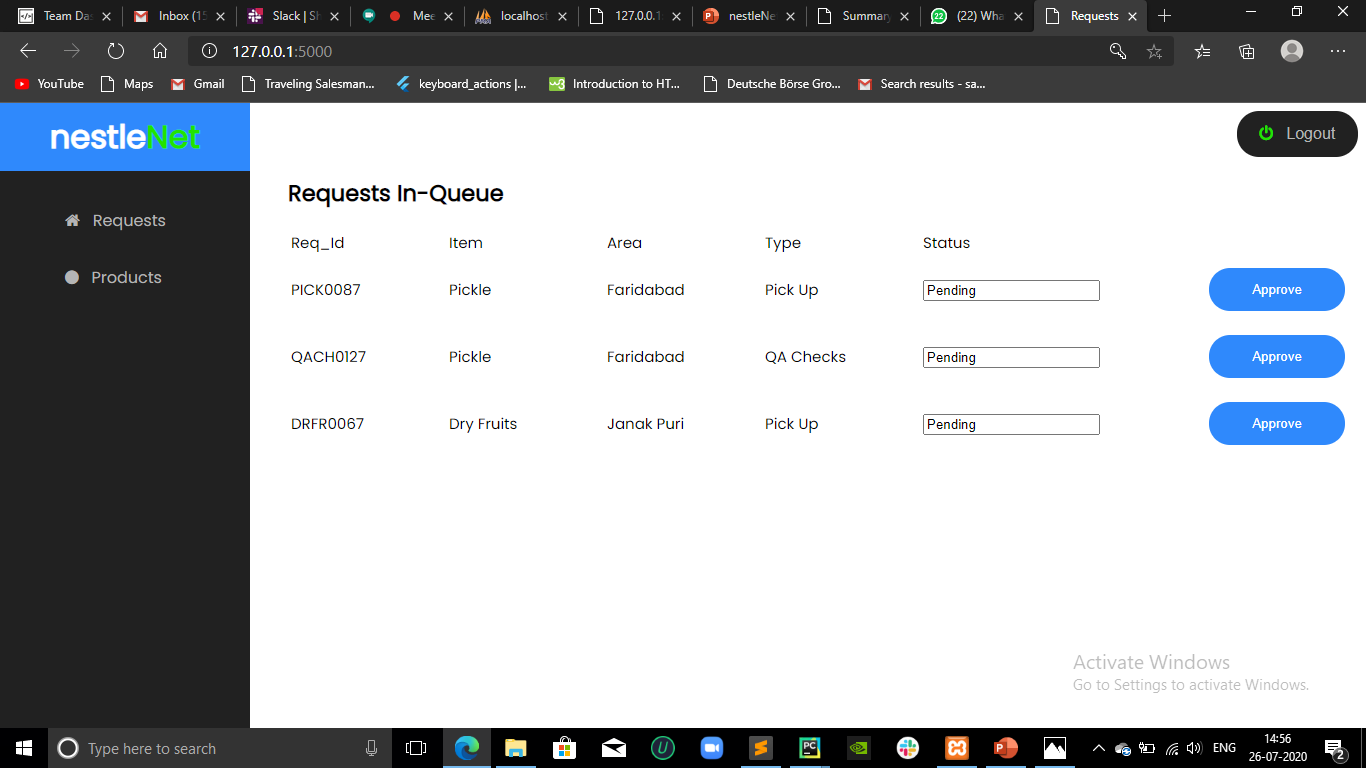 Team Das
Inbox (15
Slack | Sh
Mee
localhost
127.0.0.1:
nestleNe
Summary
(22) Wha
Requests
127.0.0.1:5000
YouTube
Maps
Gmail
Traveling Salesman...
keyboard_actions |...
Introduction to HT...
Deutsche Börse Gro...
Search results - sa...
nestleNet
Logout
Requests
Products
Requests In-Queue
Req_Id Item Area Type Status
PICK0087 Pickle Faridabad Pick Up Pending Approve
QACH0127 Pickle Faridabad QA Checks Pending Approve
DRFR0067 Dry Fruits Janak Puri Pick Up Pending Approve
Activate Windows
Go to Settings to activate Windows.
Type here to search
ENG
14:56
26-07-2020
2